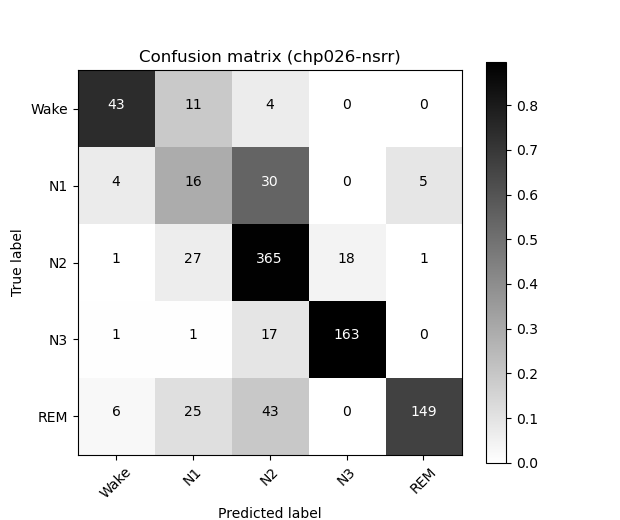 Confusion matrix (chp026-nsrr)
True label
Wake 43 11 4 0 0
N1 4 16 30 0 5
N2 1 27 365 18 1
N3 1 1 17 163 0
REM 6 25 43 0 149
Wake N1 N2 N3 REM
Predicted label
0.8
0.7
0.6
0.5
0.4
0.3
0.2
0.1
0.0